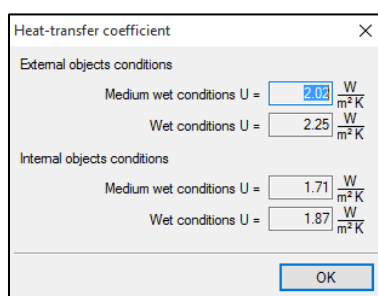 Heat-transfer coefficient
External objects conditions
Medium wet conditions U = 2.02 W/m² K
Wet conditions U = 2.25 W/m² K
Internal objects conditions
Medium wet conditions U = 1.71 W/m² K
Wet conditions U = 1.87 W/m² K
OK